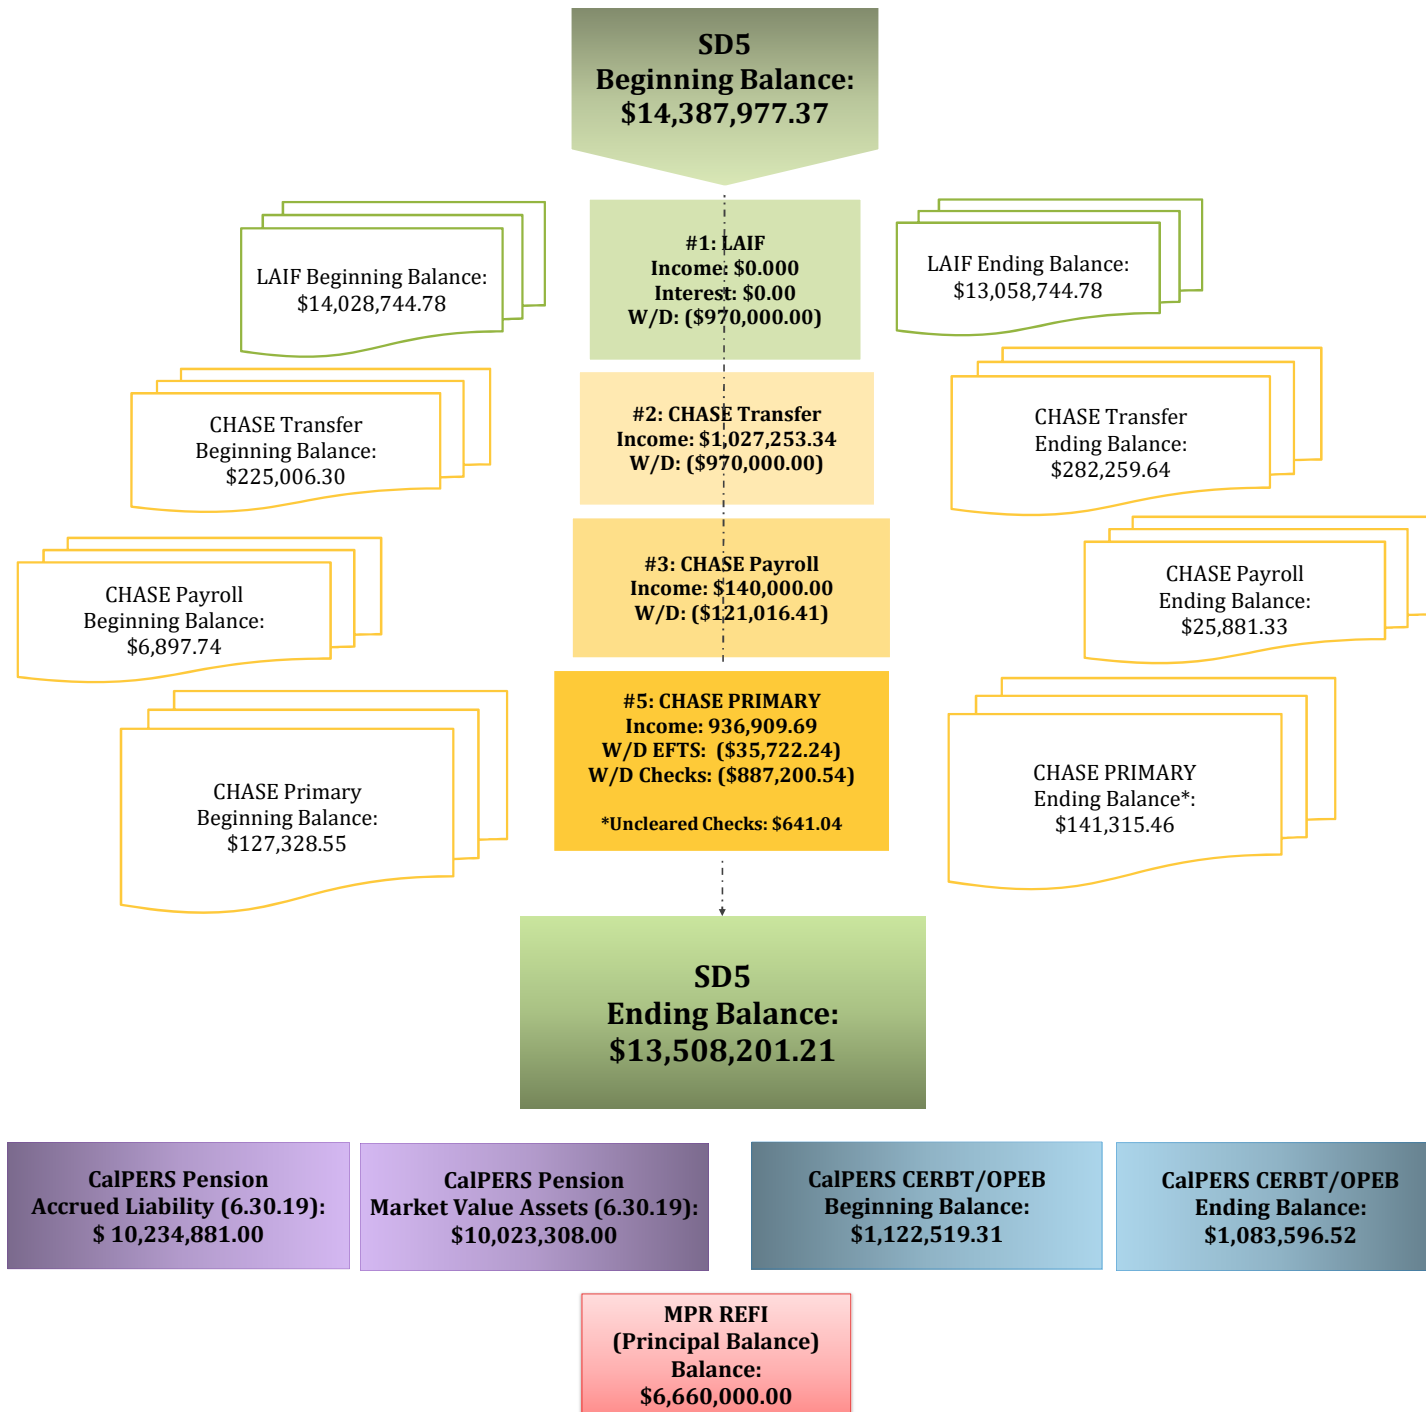 SD5
Beginning Balance:
$14,387,977.37
LAIF Beginning Balance:
$14,028,744.78
#1: LAIF
Income: $0.000
Interest: $0.00
W/D: ($970,000.00)
LAIF Ending Balance:
$13,058,744.78
CHASE Transfer
Beginning Balance:
$225,006.30
#2: CHASE Transfer
Income: $1,027,253.34
W/D: ($970,000.00)
CHASE Transfer
Ending Balance:
$282,259.64
CHASE Payroll
Beginning Balance:
$6,897.74
#3: CHASE Payroll
Income: $140,000.00
W/D: ($121,016.41)
CHASE Payroll
Ending Balance:
$25,881.33
CHASE Primary
Beginning Balance:
$127,328.55
#5: CHASE PRIMARY
Income: 936,909.69
W/D EFTS: ($35,722.24)
W/D Checks: ($887,200.54)
*Uncleared Checks: $641.04
CHASE PRIMARY
Ending Balance*:
$141,315.46
SD5
Ending Balance:
$13,508,201.21
CalPERS Pension
Accrued Liability (6.30.19):
$ 10,234,881.00
CalPERS Pension
Market Value Assets (6.30.19):
$10,023,308.00
CalPERS CERBT/OPEB
Beginning Balance:
$1,122,519.31
CalPERS CERBT/OPEB
Ending Balance:
$1,083,596.52
MPR REFI
(Principal Balance)
Balance:
$6,660,000.00